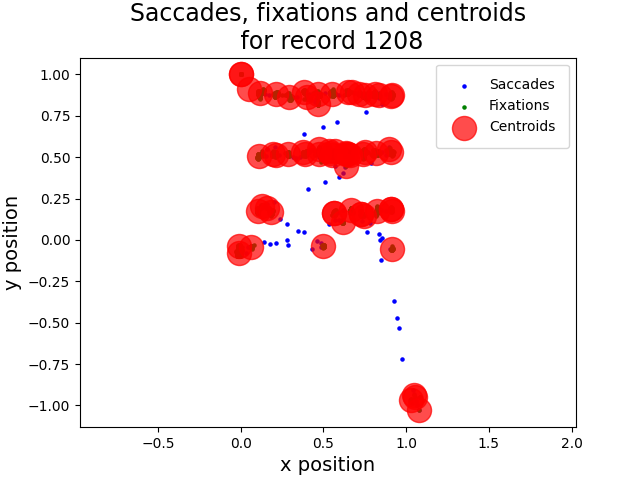 Saccades, fixations and centroids
for record 1208
Saccades
Fixations
Centroids
1.00
0.75
0.50
0.25
0.00
−0.25
−0.50
−0.75
−1.00
y position
−0.5
0.0
0.5
1.0
1.5
2.0
x position